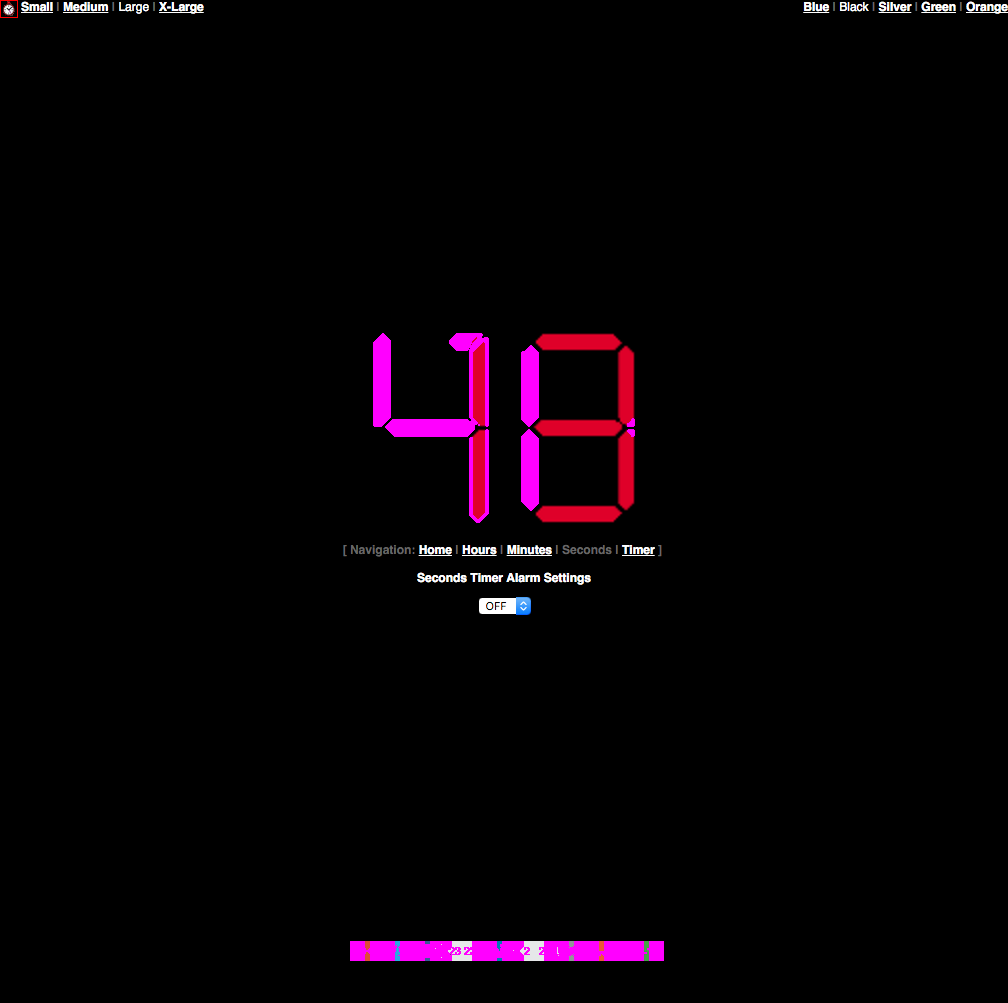 Small | Medium | Large | X-Large
Blue | Black | Silver | Green | Orange
48
[ Navigation: Home | Hours | Minutes | Seconds | Timer ]
Seconds Timer Alarm Settings
OFF